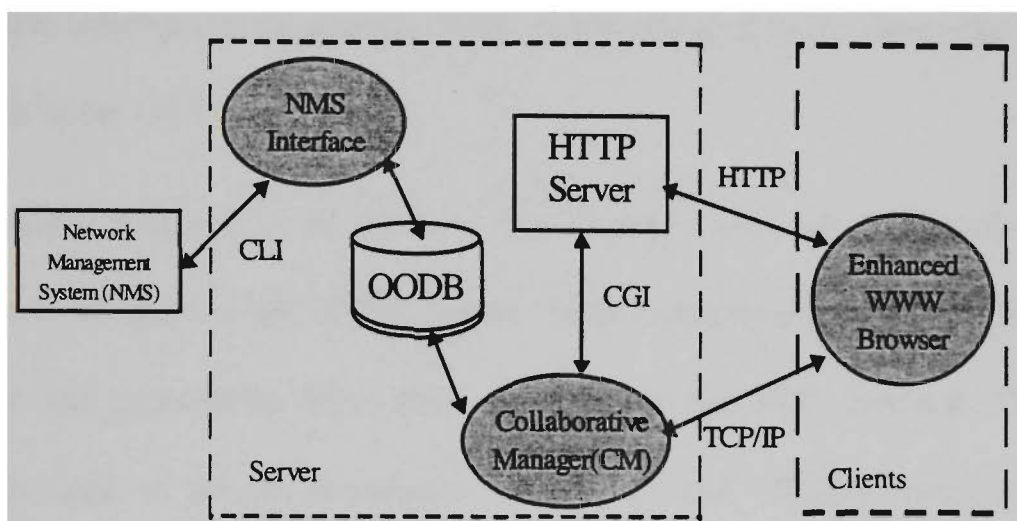 NMS
Interface
HTTP
Server
HTTP
Network
Management
System (NMS)
CLI
OODB
CGI
Enhanced
WWW
Browser
Collaborative
Manager(CM)
TCP/IP
Server
Clients